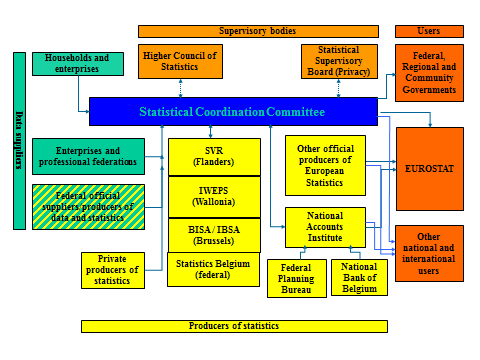 Supervisory bodies
Users
Households and
enterprises
Higher Council of
Statistics
Statistical
Supervisory
Board (Privacy)
Federal,
Regional and
Community
Governments
Data suppliers
Statistical Coordination Committee
Enterprises and
professional federations
SVR
(Flanders)
Other official
producers of
European
Statistics
EUROSTAT
Federal official
suppliers/producers of
data and statistics
IWEPS
(Wallonia)
BISA / IBSA
(Brussels)
National
Accounts
Institute
Other
national and
international
users
Private
producers of
statistics
Statistics Belgium
(federal)
Federal
Planning
Bureau
National
Bank of
Belgium
Producers of statistics